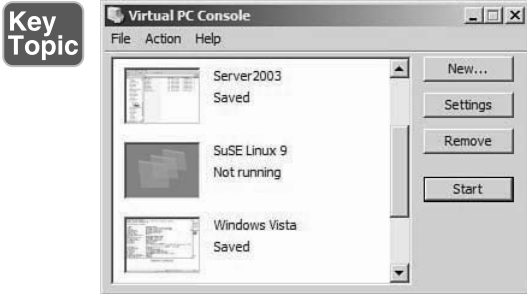 Key
Topic
Virtual PC Console
File Action Help
Server2003
Saved
SuSE Linux 9
Not running
Windows Vista
Saved
New...
Settings
Remove
Start